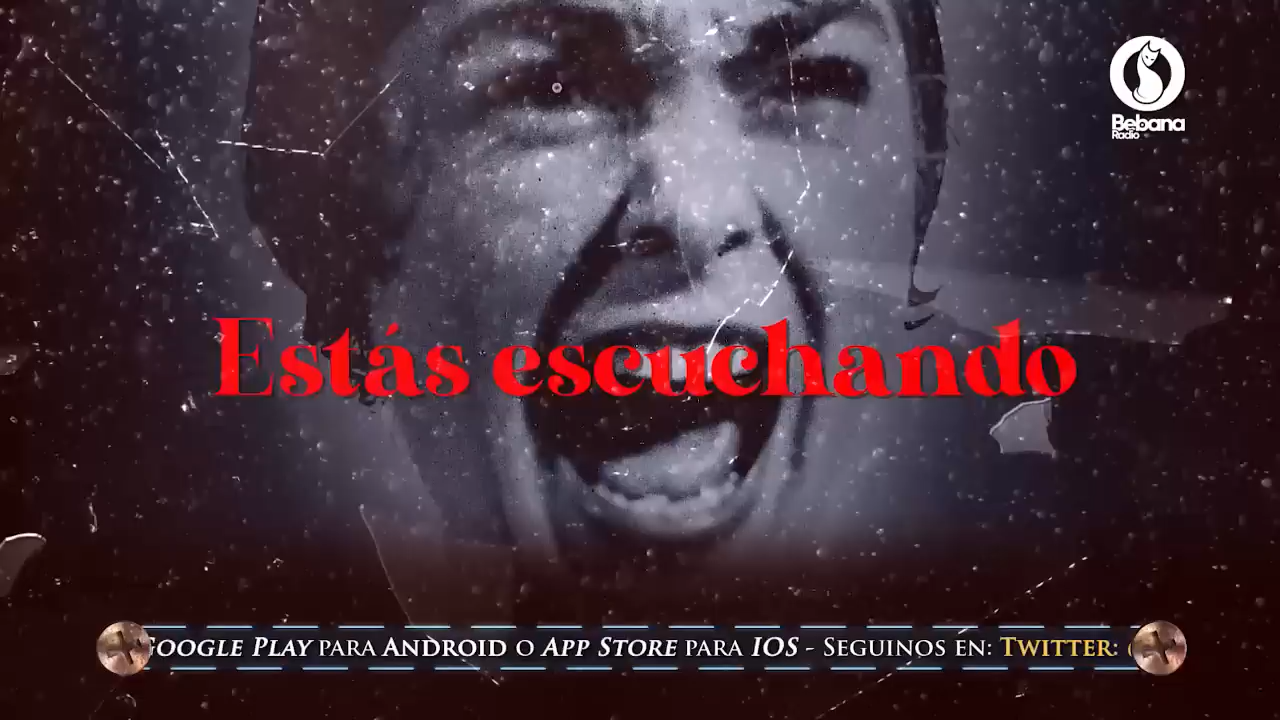 Bebana
Radio
Estás escuchando
GOOGLE PLAY PARA ANDROID O APP STORE PARA IOS - SEGUINOS EN: TWITTER: